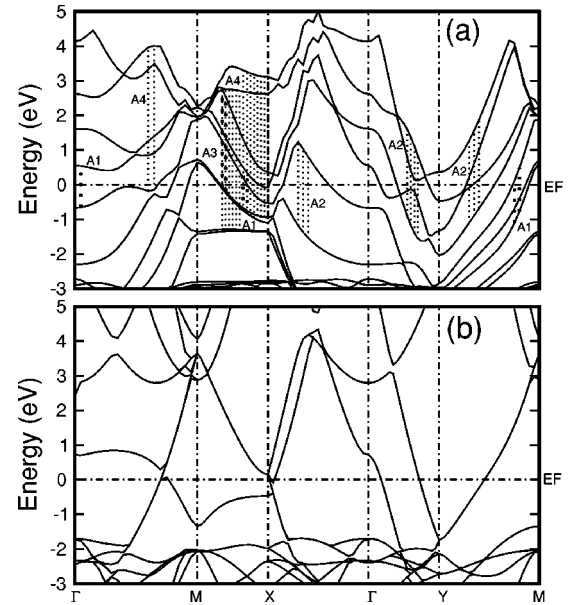 5
(a)
4
A4
A4
3
2
A3
A2
A2
1
A1
Energy (eV)
0
EF
-1
A2
A1
A1
-2
-3
5
(b)
4
3
2
1
Energy (eV)
0
EF
-1
-2
-3
Γ M X Γ Y M